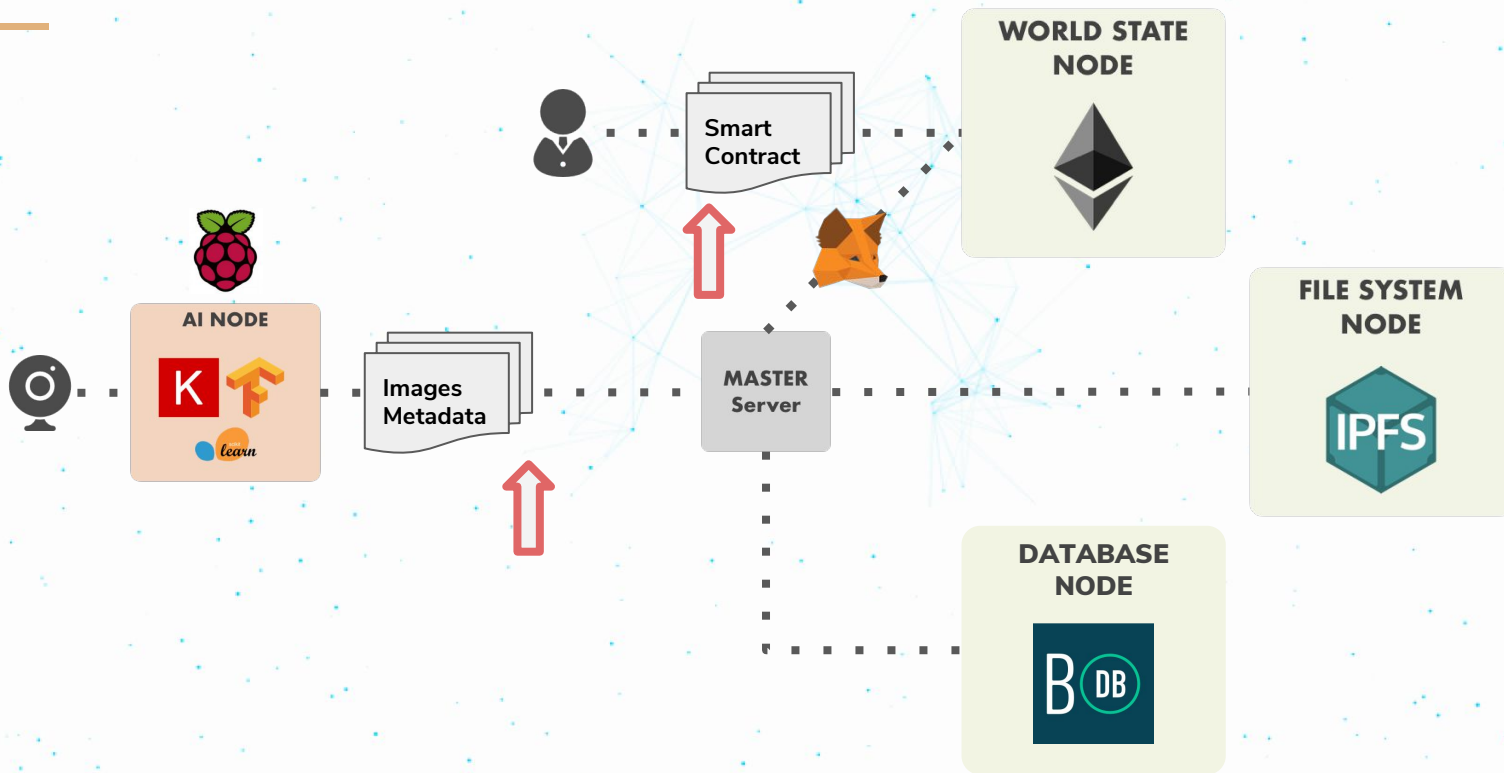 WORLD STATE
NODE
Smart
Contract
FILE SYSTEM
NODE
AI NODE
K
learn
Images
Metadata
MASTER
Server
IPFS
DATABASE
NODE
B DB